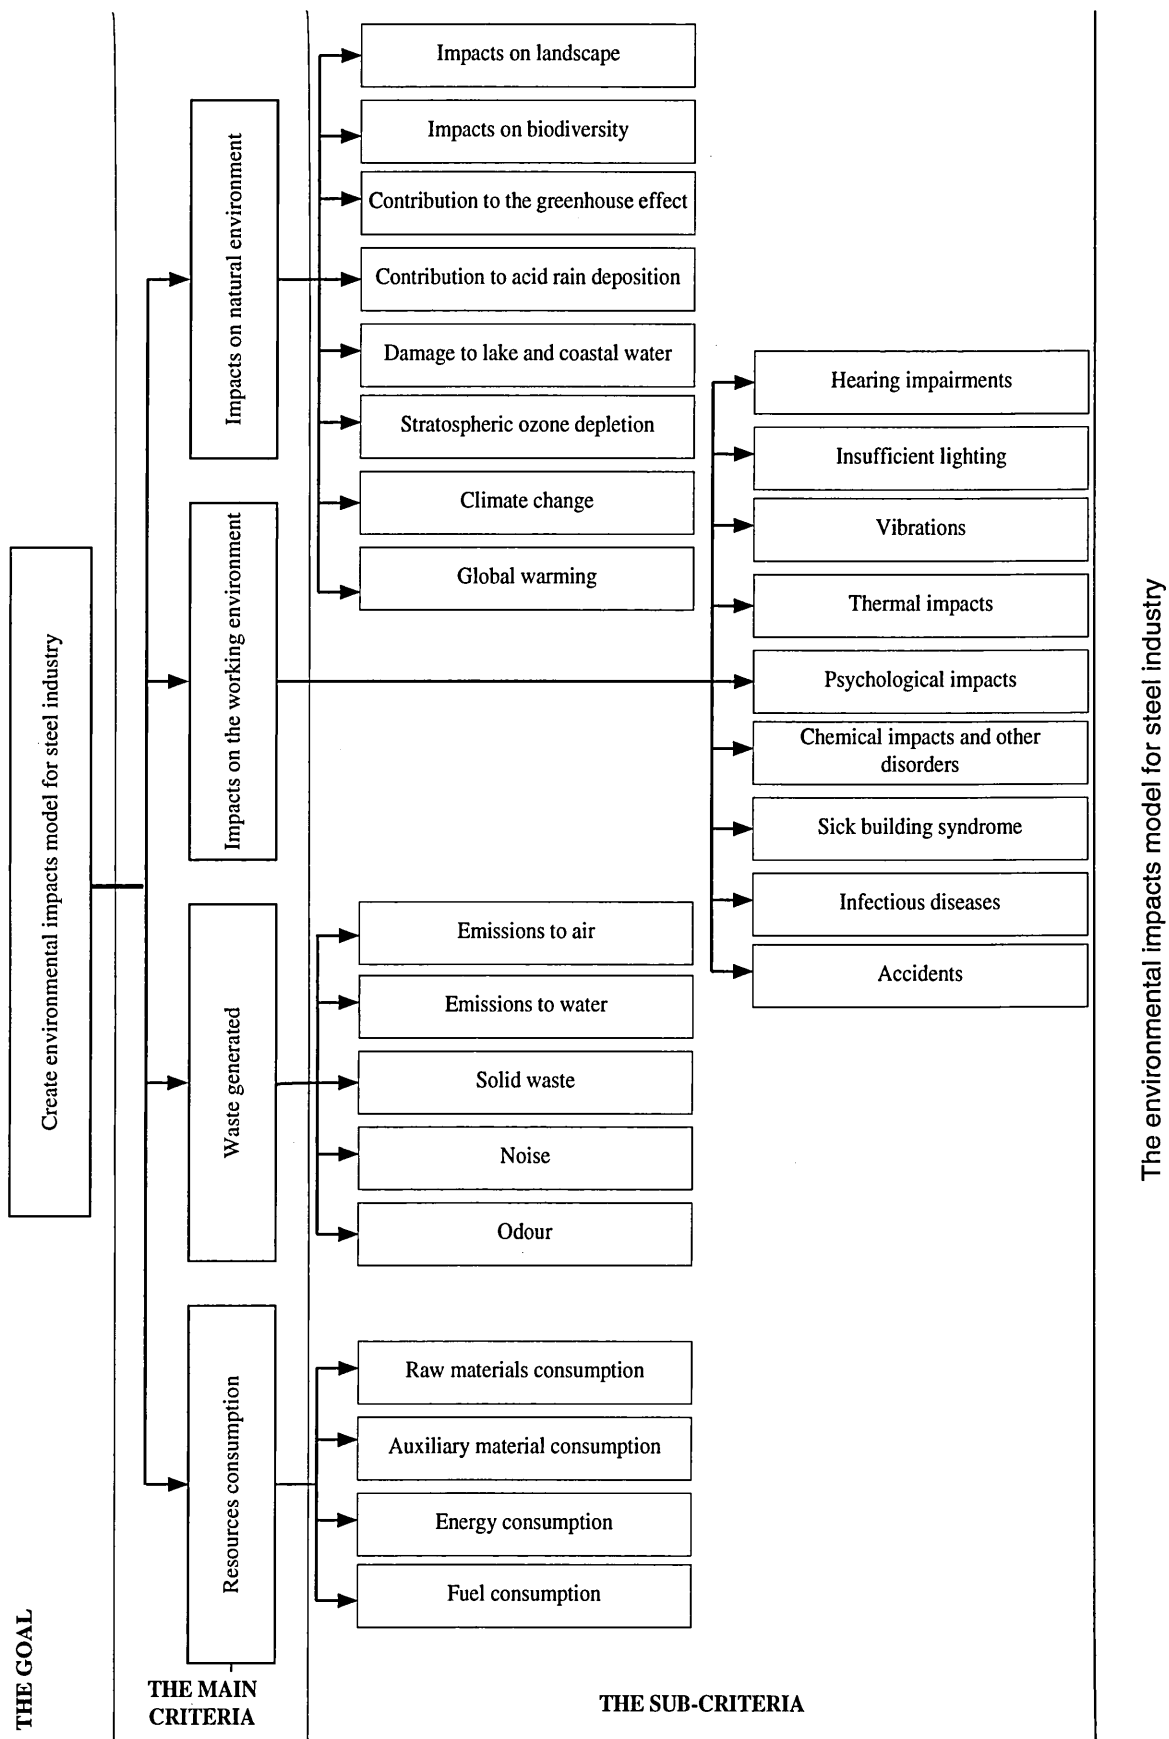 Create environmental impacts model for steel industry
Impacts on natural environment
Impacts on landscape
Impacts on biodiversity
Contribution to the greenhouse effect
Contribution to acid rain deposition
Damage to lake and coastal water
Stratospheric ozone depletion
Climate change
Global warming
Impacts on the working environment
Hearing impairments
Insufficient lighting
Vibrations
Thermal impacts
Psychological impacts
Chemical impacts and other
disorders
Sick building syndrome
Infectious diseases
Accidents
Waste generated
Emissions to air
Emissions to water
Solid waste
Noise
Odour
Resources consumption
Raw materials consumption
Auxiliary material consumption
Energy consumption
Fuel consumption
THE GOAL
THE MAIN
CRITERIA
THE SUB-CRITERIA
The environmental impacts model for steel industry